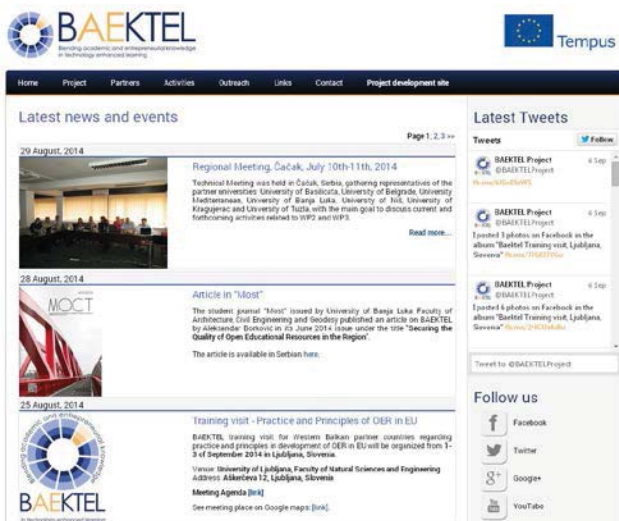 BAEKTEL
Blending academic and entrepreneurial knowledge
in technology enhanced learning
Tempus
Home Project Partners Activities Outreach Links Contact Project development site
Latest news and events
Page 1, 2, 3 >>
29 August, 2014
Regional Meeting, Čačak, July 10th-11th, 2014
Technical Meeting was held in Čačak, Serbia, gathering representatives of the
partner universities: University of Basilicata, University of Belgrade, University
Mediterranean, University of Banja Luka, University of Niš, University of
Kragujevac and University of Tuzla, with the main goal to discuss current and
forthcoming activities related to WP2 and WP3.
Read more...
28 August, 2014
МОСТ
Article in "Most"
The student journal "Most" issued by University of Banja Luka Faculty of
Architecture, Civil Engineering and Geodesy published an article on BAEKTEL
by Aleksandar Borković in its June 2014 issue under the title "Securing the
Quality of Open Educational Resources in the Region".
The article is available in Serbian here.
25 August, 2014
Blending academic and entrepreneurial knowledge
BAEKTEL
in technology enhanced learning
Training visit - Practice and Principles of OER in EU
BAEKTEL training visit for Western Balkan partner countries regarding
practice and principles in development of OER in EU will be organized from 1-
3 of September 2014 in Ljubljana, Slovenia.
Venue: University of Ljubljana, Faculty of Natural Sciences and Engineering
Address: Aškerčeva 12, Ljubljana, Slovenia
Meeting Agenda [link]
See meeting place on Google maps: [link].
Latest Tweets
Tweets Follow
BAEKTEL Project 6 Sep
@BAEKTELProject
BAEKTEL Project 6 Sep
@BAEKTELProject
I posted 3 photos on Facebook in the
album "Baektel Training visit, Ljubljana,
Slovenia"
BAEKTEL Project 6 Sep
@BAEKTELProject
I posted 6 photos on Facebook in the
album "Baektel Training visit, Ljubljana,
Slovenia"
Tweet to @BAEKTELProject
Follow us
Facebook
Twitter
Google+
YouTube